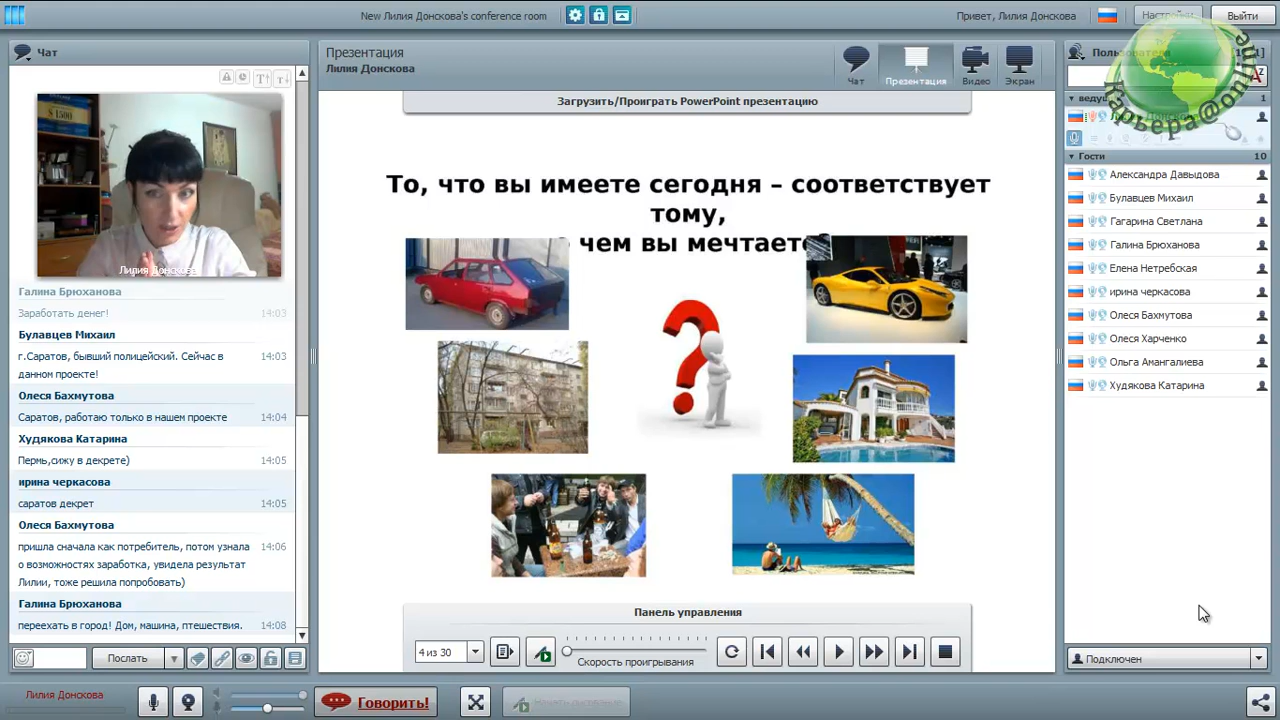 New Лилия Донскова's conference room
Привет, Лилия Донскова
Настройки
Выйти
Чат
Лилия Донскова
Галина Брюханова
Заработать денег!
14:03
Булавцев Михаил
г.Саратов, бывший полицейский. Сейчас в
14:03
данном проекте!
Олеся Бахмутова
Саратов, работаю только в нашем проекте
14:04
Худякова Катарина
Пермь,сижу в декрете)
14:05
ирина черкасова
саратов декрет
14:05
Олеся Бахмутова
пришла сначала как потребитель, потом узнала
14:06
о возможностях заработка, увидела результат
Лилии, тоже решила попробовать)
Галина Брюханова
переехать в город! Дом, машина, птешествия.
14:08
Послать
Презентация
Лилия Донскова
Чат
Презентация
Видео
Экран
Загрузить/Проиграть PowerPoint презентацию
То, что вы имеете сегодня – соответствует
тому,
чем вы мечтаете
Панель управления
4 из 30
Скорость проигрывания
Карьера@online
1
Гости
10
Александра Давыдова
Булавцев Михаил
Гагарина Светлана
Галина Брюханова
Елена Нетребская
ирина черкасова
Олеся Бахмутова
Олеся Харченко
Ольга Амангалиева
Худякова Катарина
Подключен
Лилия Донскова
Говорить!